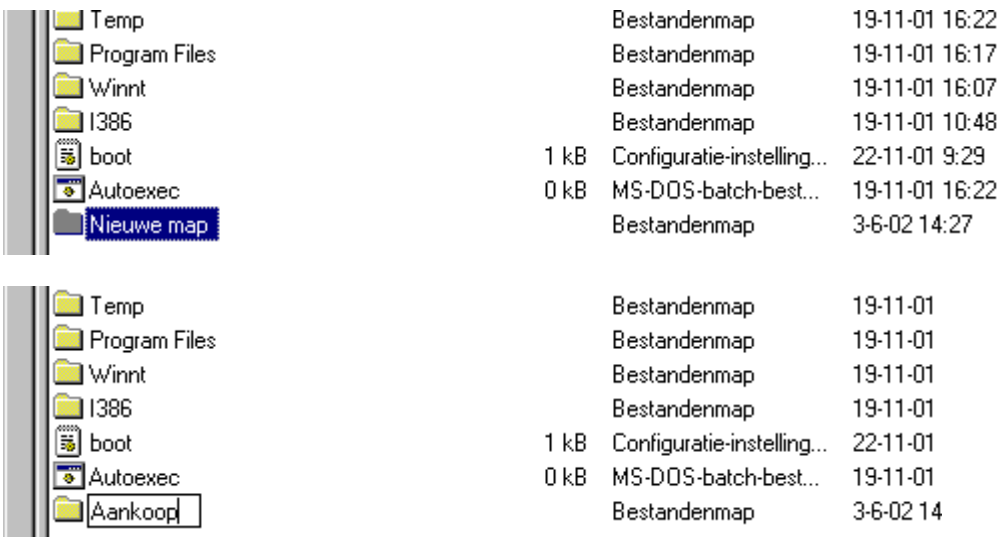 Temp Bestandenmap 19-11-01 16:22
Program Files Bestandenmap 19-11-01 16:17
Winnt Bestandenmap 19-11-01 16:07
I386 Bestandenmap 19-11-01 10:48
boot 1 kB Configuratie-instelling... 22-11-01 9:29
Autoexec 0 kB MS-DOS-batch-best... 19-11-01 16:22
Nieuwe map Bestandenmap 3-6-02 14:27
Temp Bestandenmap 19-11-01
Program Files Bestandenmap 19-11-01
Winnt Bestandenmap 19-11-01
I386 Bestandenmap 19-11-01
boot 1 kB Configuratie-instelling... 22-11-01
Autoexec 0 kB MS-DOS-batch-best... 19-11-01
Aankoop Bestandenmap 3-6-02 14